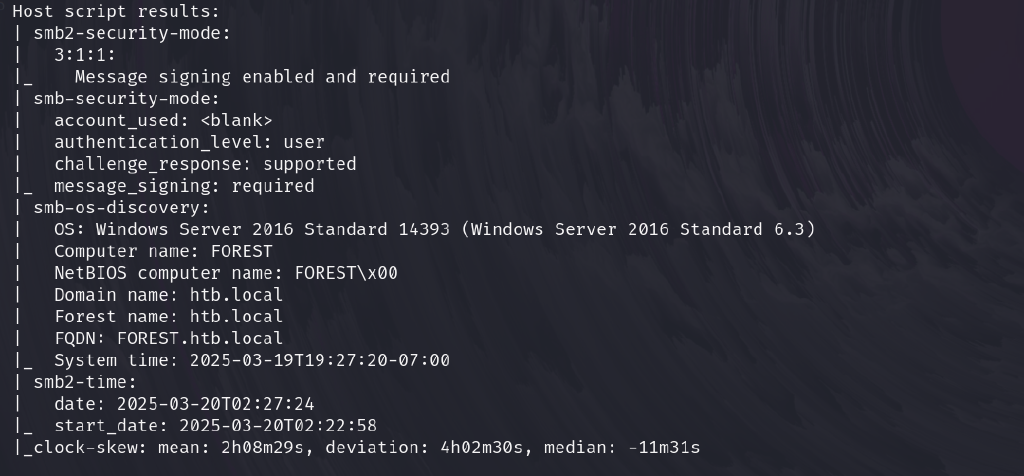 Host script results:
| smb2-security-mode:
|   3:1:1:
|_    Message signing enabled and required
| smb-security-mode:
|   account_used: <blank>
|   authentication_level: user
|   challenge_response: supported
|_  message_signing: required
| smb-os-discovery:
|   OS: Windows Server 2016 Standard 14393 (Windows Server 2016 Standard 6.3)
|   Computer name: FOREST
|   NetBIOS computer name: FOREST\x00
|   Domain name: htb.local
|   Forest name: htb.local
|   FQDN: FOREST.htb.local
|_  System time: 2025-03-19T19:27:20-07:00
| smb2-time:
|   date: 2025-03-20T02:27:24
|_  start_date: 2025-03-20T02:22:58
|_clock-skew: mean: 2h08m29s, deviation: 4h02m30s, median: -11m31s